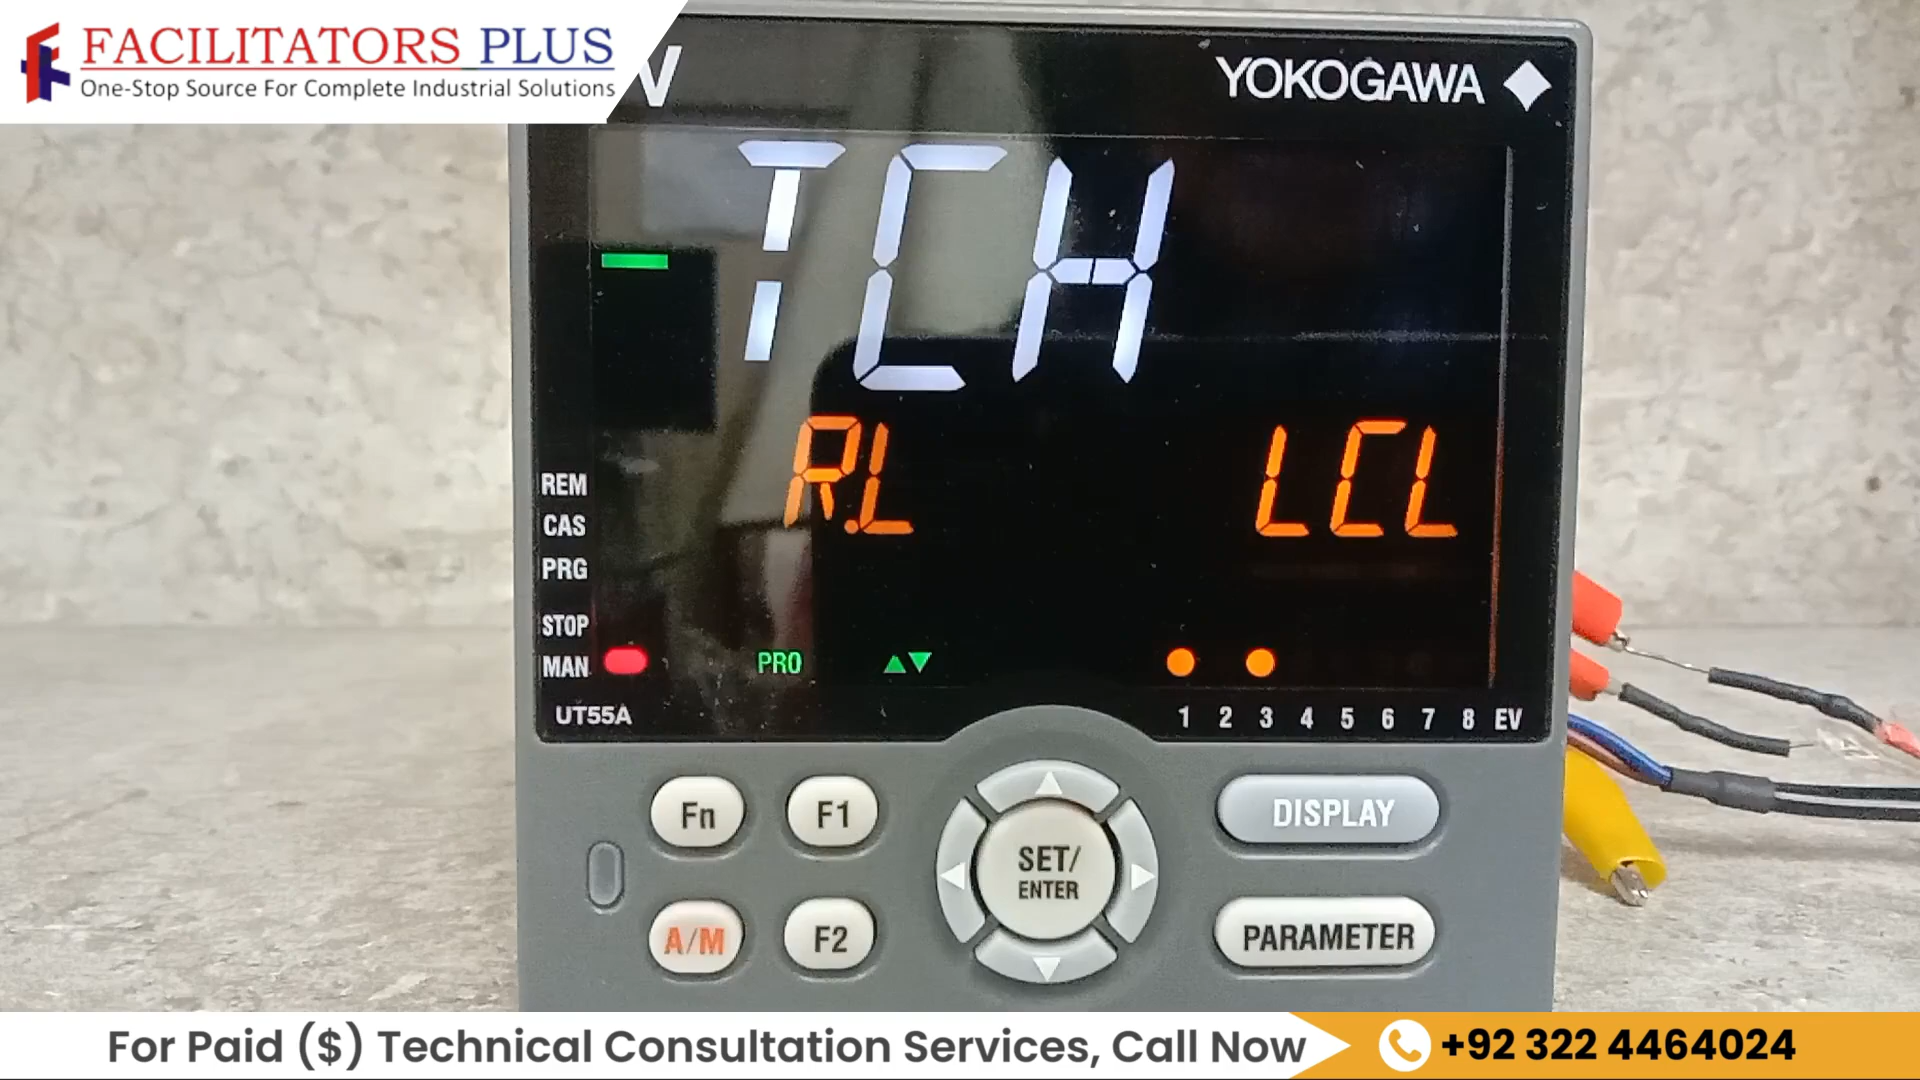 FACILITATORS PLUS
One-Stop Source For Complete Industrial Solutions
V
YOKOGAWA
TCH
R.L LCL
REM
CAS
PRG
STOP
MAN PRO
UT55A 1 2 3 4 5 6 7 8 EV
Fn F1 DISPLAY
SET/
ENTER
A/M F2 PARAMETER
For Paid ($) Technical Consultation Services, Call Now +92 322 4464024